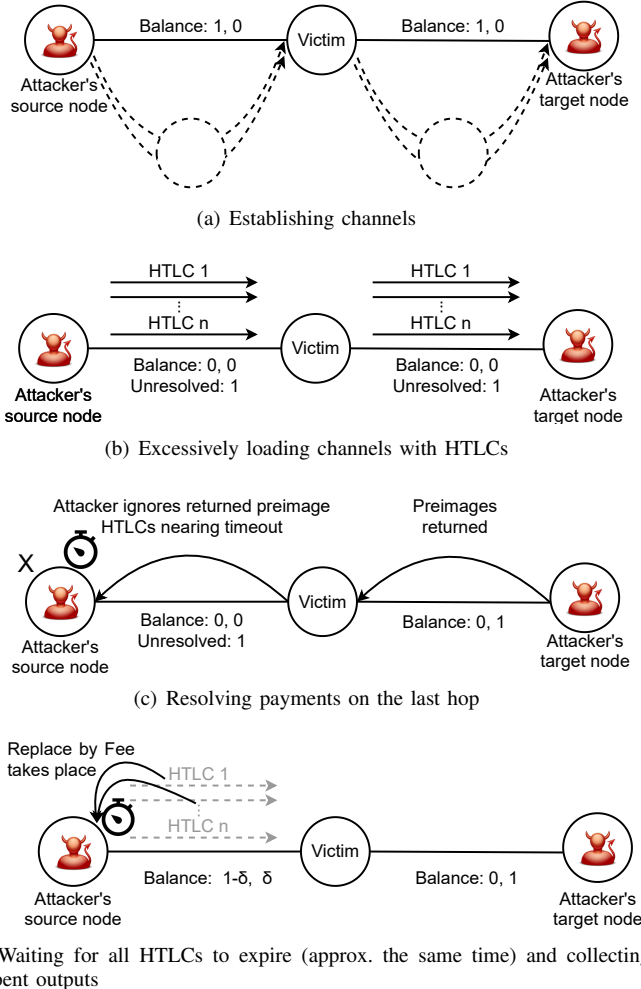 Balance: 1, 0
Balance: 1, 0
Victim
Attacker's
source node
Attacker's
target node
(a) Establishing channels
HTLC 1
HTLC 1
HTLC n
HTLC n
Victim
Balance: 0, 0
Unresolved: 1
Balance: 0, 0
Unresolved: 1
Attacker's
source node
Attacker's
target node
(b) Excessively loading channels with HTLCs
Attacker ignores returned preimage
HTLCs nearing timeout
Preimages
returned
X
Victim
Balance: 0, 0
Unresolved: 1
Balance: 0, 1
Attacker's
source node
Attacker's
target node
(c) Resolving payments on the last hop
Replace by Fee
takes place
HTLC 1
HTLC n
Victim
Balance: 1-δ, δ
Balance: 0, 1
Attacker's
source node
Attacker's
target node
Waiting for all HTLCs to expire (approx. the same time) and collecting
outputs